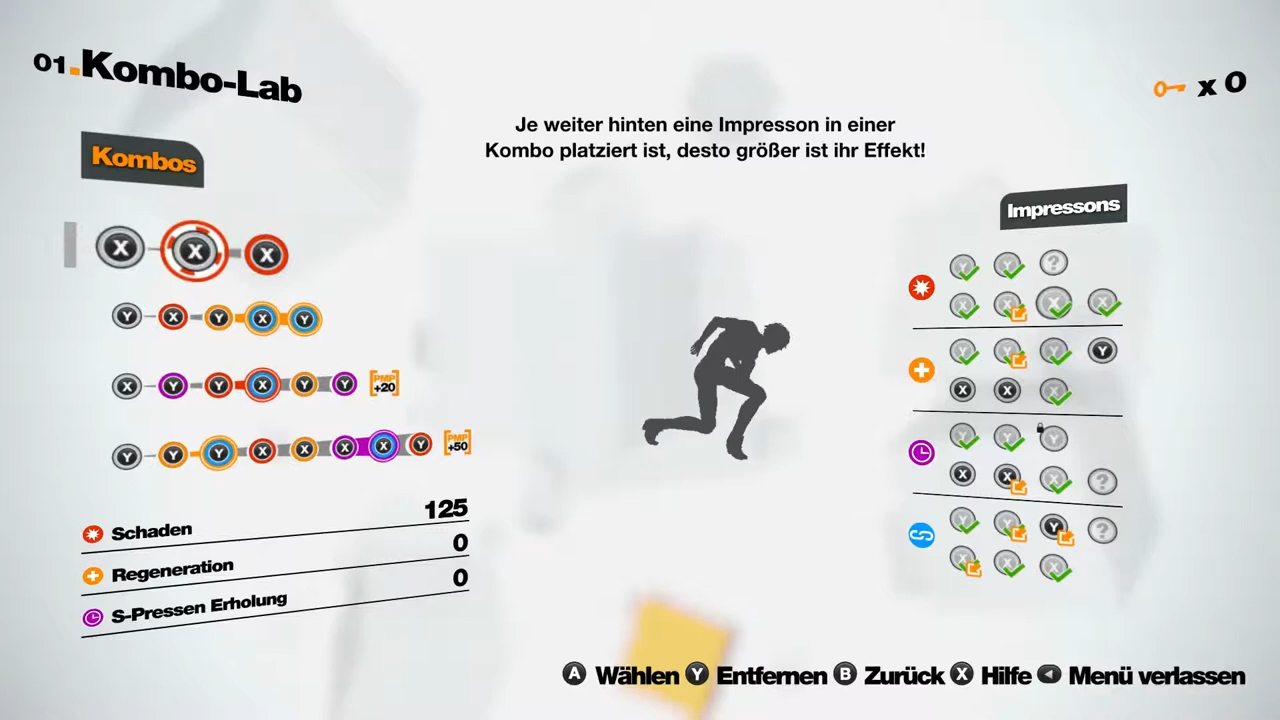 01.Kombo-Lab
x 0
Je weiter hinten eine Impresson in einer
Kombo platziert ist, desto größer ist ihr Effekt!
Kombos
Impressons
X X X
Y X Y X Y
X Y Y X Y Y PMP +20
Y Y Y X X X X Y PMP +50
Y Y ?
X X X X
Y Y Y Y
X X X
Y Y Y
X X X ?
Y Y Y ?
X X X
Schaden 125
Regeneration 0
S-Pressen Erholung 0
A Wählen Y Entfernen B Zurück X Hilfe Menü verlassen